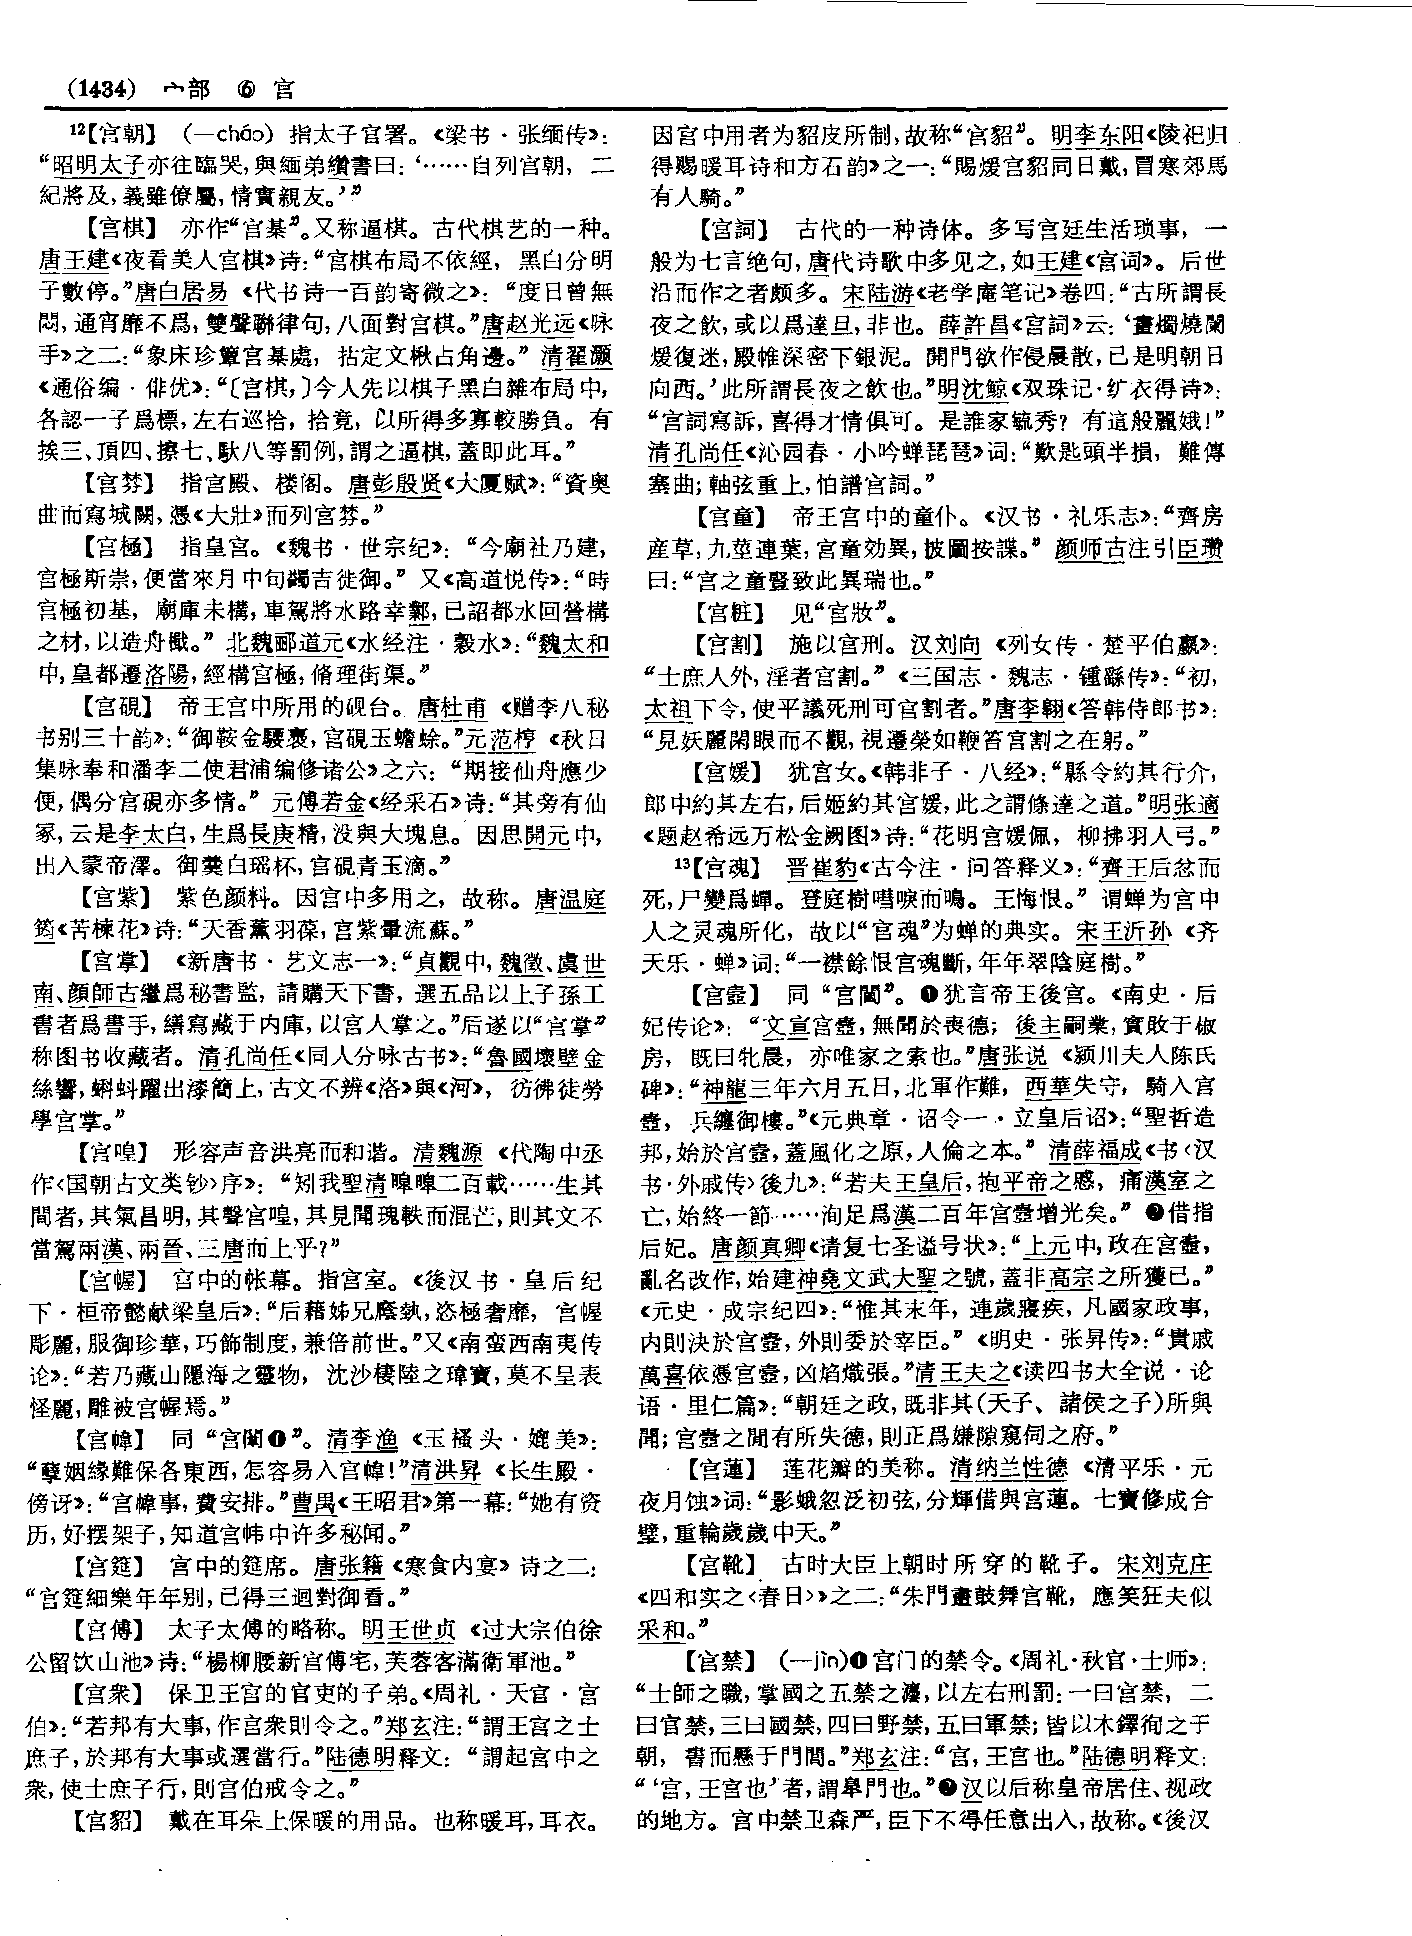 (1434) 宀部 ⑥ 宫
¹²【宫朝】 (—cháo) 指太子官署。《梁书·张缅传》：
“昭明太子亦往臨哭，與緬弟纘書曰：‘……自列宫朝，二
紀將及，義雖僚屬，情實親友。’”
【宫棋】 亦作“宫棊”。又称逼棋。古代棋艺的一种。
唐王建《夜看美人宫棋》诗：“宫棋布局不依經，黑白分明
子數停。”唐白居易《代书诗一百韵寄微之》：“度日曾無
悶，通宵靡不爲，雙聲聯律句，八面對宫棋。”唐赵光远《咏
手》之二：“象床珍簟宫棊處，拈定文楸占角邊。”清翟灏
《通俗编·俳优》：“〔宫棋，〕今人先以棋子黑白雜布局中，
各認一子爲標，左右巡拾，拾竟，以所得多寡較勝負。有
挨三、頂四、擦七、馱八等罰例，謂之逼棋，蓋即此耳。”
【宫棼】 指宫殿、楼阁。唐彭殷贤《大厦赋》：“資奥
曲而寫城闕，憑《大壯》而列宫棼。”
【宫極】 指皇宫。《魏书·世宗纪》：“今廟社乃建，
宫極斯崇，便當來月中旬蠲吉徙御。”又《高道悦传》：“時
宫極初基，廟庫未構，車駕將水路幸鄴，已詔都水回營構
之材，以造舟檝。”北魏郦道元《水经注·穀水》：“魏太和
中，皇都遷洛陽，經構宫極，脩理街渠。”
【宫硯】 帝王宫中所用的砚台。唐杜甫《赠李八秘
书别三十韵》：“御鞍金騕褭，宫硯玉蟾蜍。”元范梈《秋日
集咏奉和潘李二使君浦编修诸公》之六：“期接仙舟應少
便，偶分宫硯亦多情。”元傅若金《经采石》诗：“其旁有仙
冢，云是李太白，生爲長庚精，没與大塊息。因思開元中，
出入蒙帝澤。御羹白瑶杯，宫硯青玉滴。”
【宫紫】 紫色颜料。因宫中多用之，故称。唐温庭
筠《苦楝花》诗：“天香薰羽葆，宫紫暈流蘇。”
【宫掌】 《新唐书·艺文志一》：“貞觀中，魏徵、虞世
南、顔師古繼爲秘書監，請購天下書，選五品以上子孫工
書者爲書手，繕寫藏于内庫，以宫人掌之。”后遂以“宫掌”
称图书收藏者。清孔尚任《同人分咏古书》：“魯國壞壁金
絲響，蝌蚪躍出漆簡上，古文不辨《洛》與《河》，彷彿徒勞
學宫掌。”
【宫喤】 形容声音洪亮而和谐。清魏源《代陶中丞
作〈国朝古文类钞〉序》：“矧我聖清皥皥二百載……生其
間者，其氣昌明，其聲宫喤，其見聞瑰軼而混芒，則其文不
當駕兩漢、兩晉、三唐而上乎？”
【宫幄】 宫中的帐幕。指宫室。《後汉书·皇后纪
下·桓帝懿献梁皇后》：“后藉姊兄廕埶，恣極奢靡，宫幄
彫麗，服御珍華，巧飾制度，兼倍前世。”又《南蛮西南夷传
论》：“若乃藏山隱海之靈物，沈沙棲陸之瑋寶，莫不呈表
怪麗，雕被宫幄焉。”
【宫幃】 同“宫闈❶”。清李渔《玉搔头·媲美》：
“孽姻緣難保各東西，怎容易入宫幃！”清洪昇《长生殿·
傍讶》：“宫幃事，費安排。”曹禺《王昭君》第一幕：“她有资
历，好摆架子，知道宫帏中许多秘闻。”
【宫筵】 宫中的筵席。唐张籍《寒食内宴》诗之二：
“宫筵細樂年年别，已得三迴對御看。”
【宫傅】 太子太傅的略称。明王世贞《过大宗伯徐
公留饮山池》诗：“楊柳腰新宫傅宅，芙蓉客滿衛軍池。”
【宫衆】 保卫王宫的官吏的子弟。《周礼·天官·宫
伯》：“若邦有大事，作宫衆則令之。”郑玄注：“謂王宫之士
庶子，於邦有大事或選當行。”陆德明释文：“謂起宫中之
衆，使士庶子行，則宫伯戒令之。”
【宫貂】 戴在耳朵上保暖的用品。也称暖耳，耳衣。
因宫中用者为貂皮所制，故称“宫貂”。明李东阳《陵祀归
得赐暖耳诗和方石韵》之一：“賜煖宫貂同日戴，冒寒郊馬
有人騎。”
【宫詞】 古代的一种诗体。多写宫廷生活琐事，一
般为七言绝句，唐代诗歌中多见之，如王建《宫词》。后世
沿而作之者颇多。宋陆游《老学庵笔记》卷四：“古所謂長
夜之飲，或以爲達旦，非也。薛許昌《宫詞》云：‘畫燭燒闌
煖復迷，殿帷深密下銀泥。開門欲作侵晨散，已是明朝日
向西。’此所謂長夜之飲也。”明沈鲸《双珠记·纩衣得诗》：
“宫詞寫訴，喜得才情俱可。是誰家毓秀？有這般麗娥！”
清孔尚任《沁园春·小吟蝉琵琶》词：“歎匙頭半損，難傳
塞曲；軸弦重上，怕譜宫詞。”
【宫童】 帝王宫中的童仆。《汉书·礼乐志》：“齊房
産草，九莖連葉，宫童効異，披圖按諜。”颜师古注引臣瓒
曰：“宫之童豎致此異瑞也。”
【宫粧】 见“宫妝”。
【宫割】 施以宫刑。汉刘向《列女传·楚平伯嬴》：
“士庶人外，淫者宫割。”《三国志·魏志·锺繇传》：“初，
太祖下令，使平議死刑可宫割者。”唐李翱《答韩侍郎书》：
“見妖麗閉眼而不觀，視遷榮如鞭笞宫割之在躬。”
【宫媛】 犹宫女。《韩非子·八经》：“縣令約其行介，
郎中約其左右，后姬約其宫媛，此之謂條達之道。”明张適
《题赵希远万松金阙图》诗：“花明宫媛佩，柳拂羽人弓。”
¹³【宫魂】 晋崔豹《古今注·问答释义》：“齊王后忿而
死，尸變爲蟬。登庭樹嘒唳而鳴。王悔恨。”谓蝉为宫中
人之灵魂所化，故以“宫魂”为蝉的典实。宋王沂孙《齐
天乐·蝉》词：“一襟餘恨宫魂斷，年年翠陰庭樹。”
【宫壼】 同“宫閫”。❶犹言帝王後宫。《南史·后
妃传论》：“文宣宫壼，無聞於喪德；後主嗣業，實敗于椒
房，既曰牝晨，亦唯家之索也。”唐张说《颍川夫人陈氏
碑》：“神龍三年六月五日，北軍作難，西華失守，騎入宫
壼，兵纏御樓。”《元典章·诏令一·立皇后诏》：“聖哲造
邦，始於宫壼，蓋風化之原，人倫之本。”清薛福成《书〈汉
书·外戚传〉後九》：“若夫王皇后，抱平帝之慼，痛漢室之
亡，始終一節……洵足爲漢二百年宫壼增光矣。”❷借指
后妃。唐颜真卿《请复七圣谥号状》：“上元中，政在宫壼，
亂名改作，始建神堯文武大聖之號，蓋非高宗之所獲已。”
《元史·成宗纪四》：“惟其末年，連歲寢疾，凡國家政事，
内則決於宫壼，外則委於宰臣。”《明史·张昇传》：“貴戚
萬喜依憑宫壼，凶焰熾張。”清王夫之《读四书大全说·论
语·里仁篇》：“朝廷之政，既非其(天子、諸侯之子)所與
聞；宫壼之間有所失德，則正爲嫌隙窺伺之府。”
【宫蓮】 莲花瓣的美称。清纳兰性德《清平乐·元
夜月蚀》词：“影娥忽泛初弦，分輝借與宫蓮。七寶修成合
璧，重輪歲歲中天。”
【宫靴】 古时大臣上朝时所穿的靴子。宋刘克庄
《四和实之〈春日〉》之二：“朱門畫鼓舞宫靴，應笑狂夫似
采和。”
【宫禁】 (—jìn)❶宫门的禁令。《周礼·秋官·士师》：
“士師之職，掌國之五禁之灋，以左右刑罰：一曰宫禁，二
曰官禁，三曰國禁，四曰野禁，五曰軍禁；皆以木鐸徇之于
朝，書而懸于門閭。”郑玄注：“宫，王宫也。”陆德明释文：
“‘宫，王宫也’者，謂皋門也。”❷汉以后称皇帝居住、视政
的地方。宫中禁卫森严，臣下不得任意出入，故称。《後汉